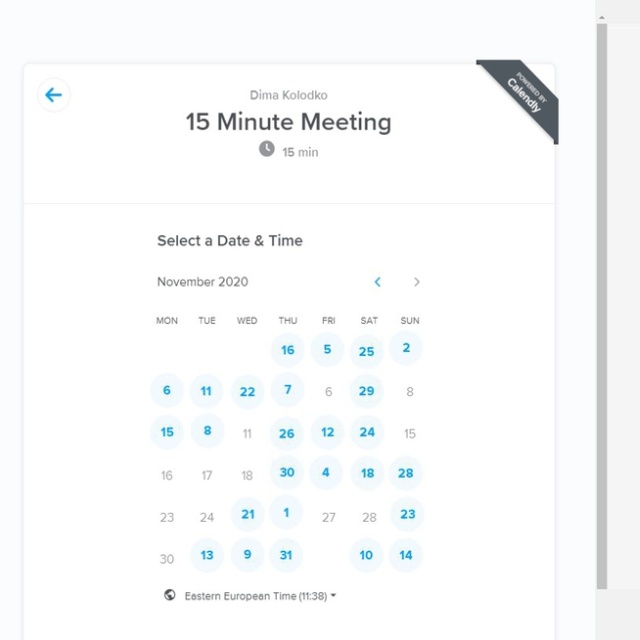 POWERED BY
Calendly
Dima Kolodko
15 Minute Meeting
15 min
Select a Date & Time
November 2020
MON TUE WED THU FRI SAT SUN
16 5 25 2
6 11 22 7 6 29 8
15 8 11 26 12 24 15
16 17 18 30 4 18 28
23 24 21 1 27 28 23
30 13 9 31 10 14
Eastern European Time (11:38)